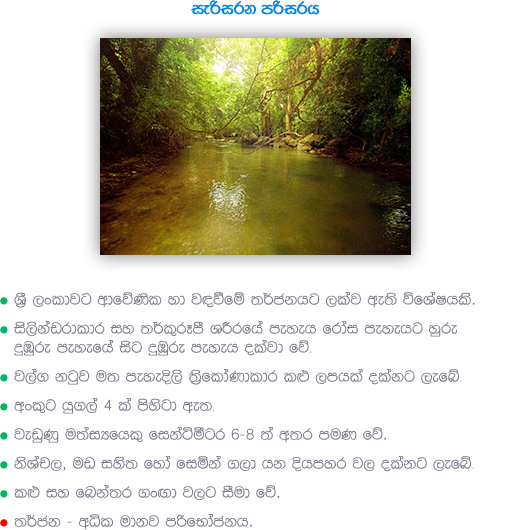 සැරිසරන පරිසරය
ශ්‍රී ලංකාවට ආවේණික හා වඳවීමේ තර්ජනයට ලක්ව ඇති විශේෂයකි.
සිලින්ඩරාකාර සහ තර්කුරූපී ශරීරයේ පැහැය රෝස පැහැයට හුරු
දුඹුරු පැහැයේ සිට දුඹුරු පැහැය දක්වා වේ.
වල්ග නටුව මත පැහැදිලි ත්‍රිකෝණාකාර කළු ලපයක් දක්නට ලැබේ.
අංකුට යුගල් 4 ක් පිහිටා ඇත.
වැඩුණු මත්ස්‍යයෙකු සෙන්ටිමීටර 6-8 ත් අතර පමණ වේ.
නිශ්චල, මඩ සහිත හෝ සෙමින් ගලා යන දියපහර වල දක්නට ලැබේ.
කළු සහ බෙන්තර ගංඟා වලට සීමා වේ.
තර්ජන - අධික මානව පරිභෝජනය.